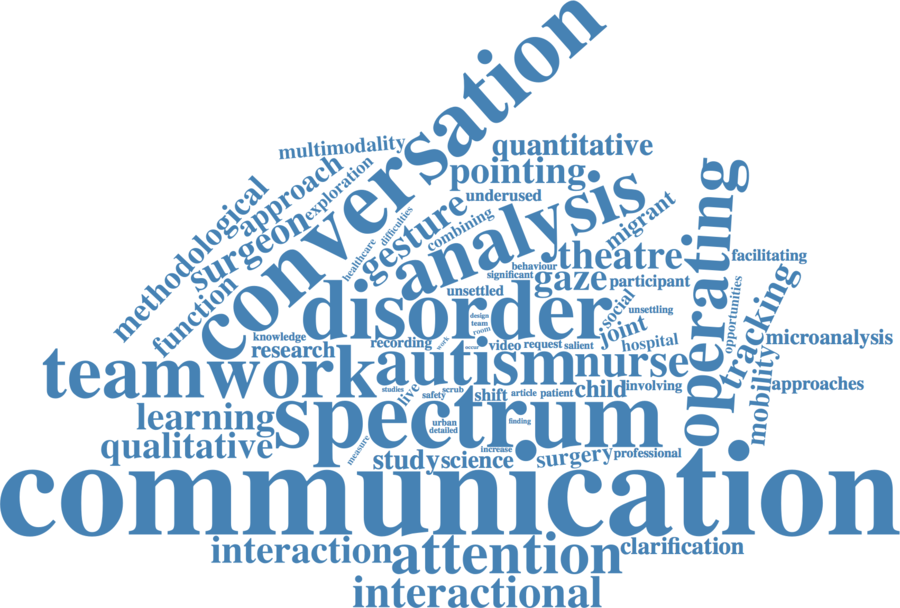 conversation
multimodality
quantitative
approach
exploration
pointing
methodological
surgeon
gesture
underused
difficulties
combining
analysis
migrant
healthcare
operating
theatre
facilitating
behaviour
significant
gaze
participant
function
unsettled
disorder
social
opportunities
tracking
unsettling
design
team
room
joint
knowledge
recording
work
video
request
salient
hospital
microanalysis
research
teamwork
autism
nurse
mobility
studies
live
safety
scrub
shift
article
patient
child
involving
approaches
learning
spectrum
urban
detailed
finding
qualitative
measure
increase
study
science
surgery
professional
communication
interaction
attention
clarification
interactional